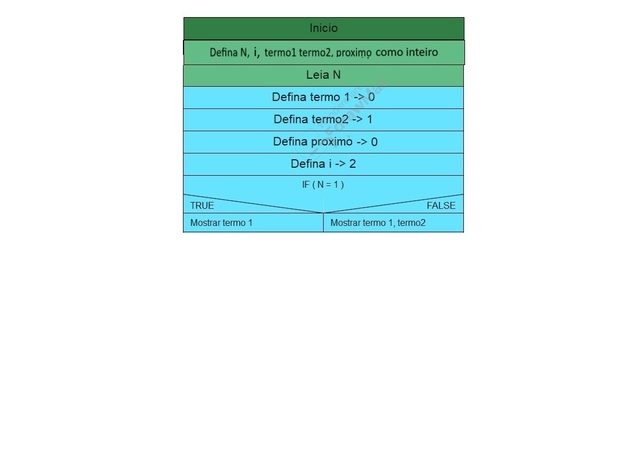 Inicio
Defina N, i, termo1 termo2, proximo como inteiro
Leia N
Defina termo 1 -> 0
Defina termo2 -> 1
Defina proximo -> 0
Defina i -> 2
IF ( N = 1 )
TRUE FALSE
Mostrar termo 1 Mostrar termo 1, termo2